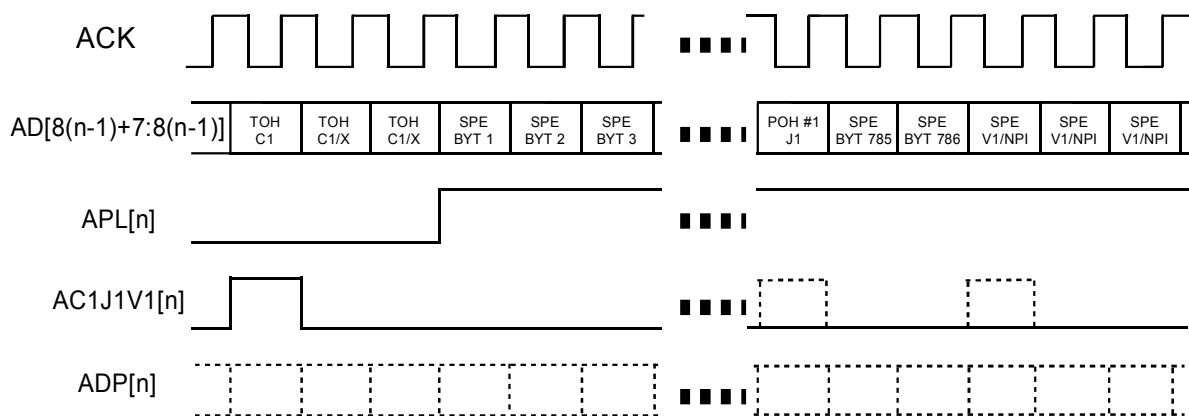 ACK
AD[8(n-1)+7:8(n-1)]
TOH C1
TOH C1/X
TOH C1/X
SPE BYT 1
SPE BYT 2
SPE BYT 3
POH #1 J1
SPE BYT 785
SPE BYT 786
SPE V1/NPI
SPE V1/NPI
SPE V1/NPI
APL[n]
AC1J1V1[n]
ADP[n]